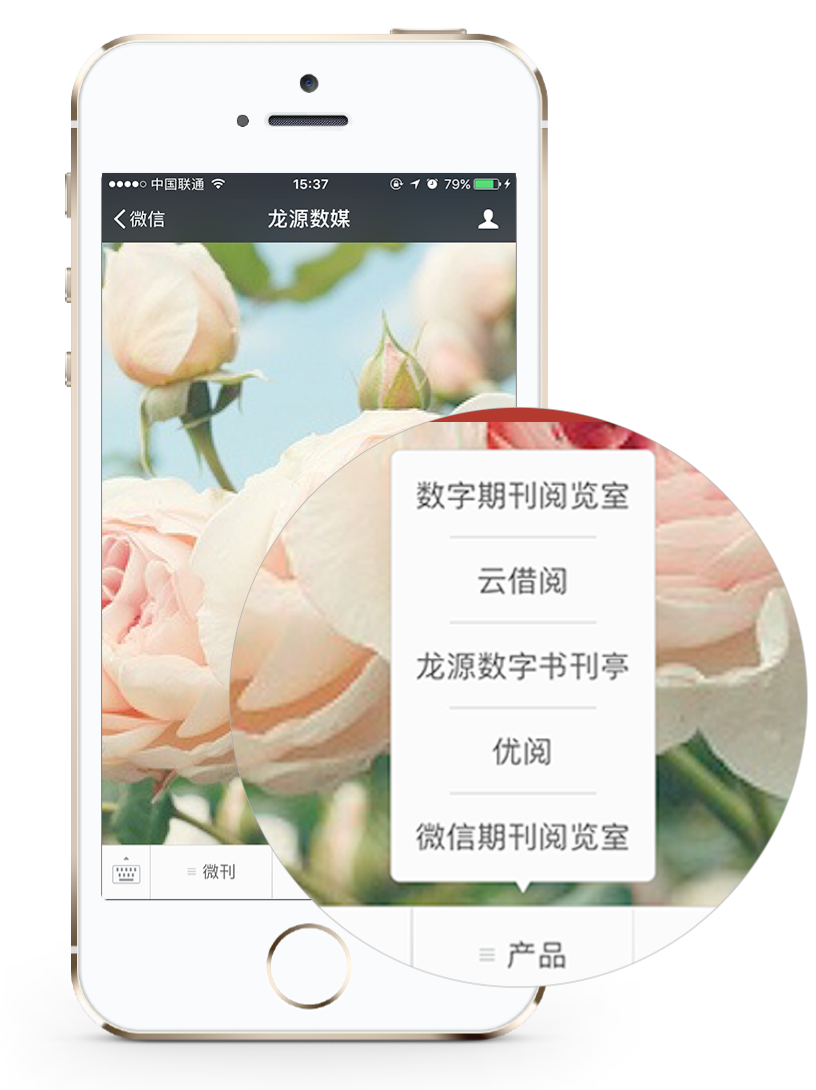 中国联通 15:37 79%
微信 龙源数媒
数字期刊阅览室
云借阅
龙源数字书刊亭
优阅
微信期刊阅览室
微刊
产品